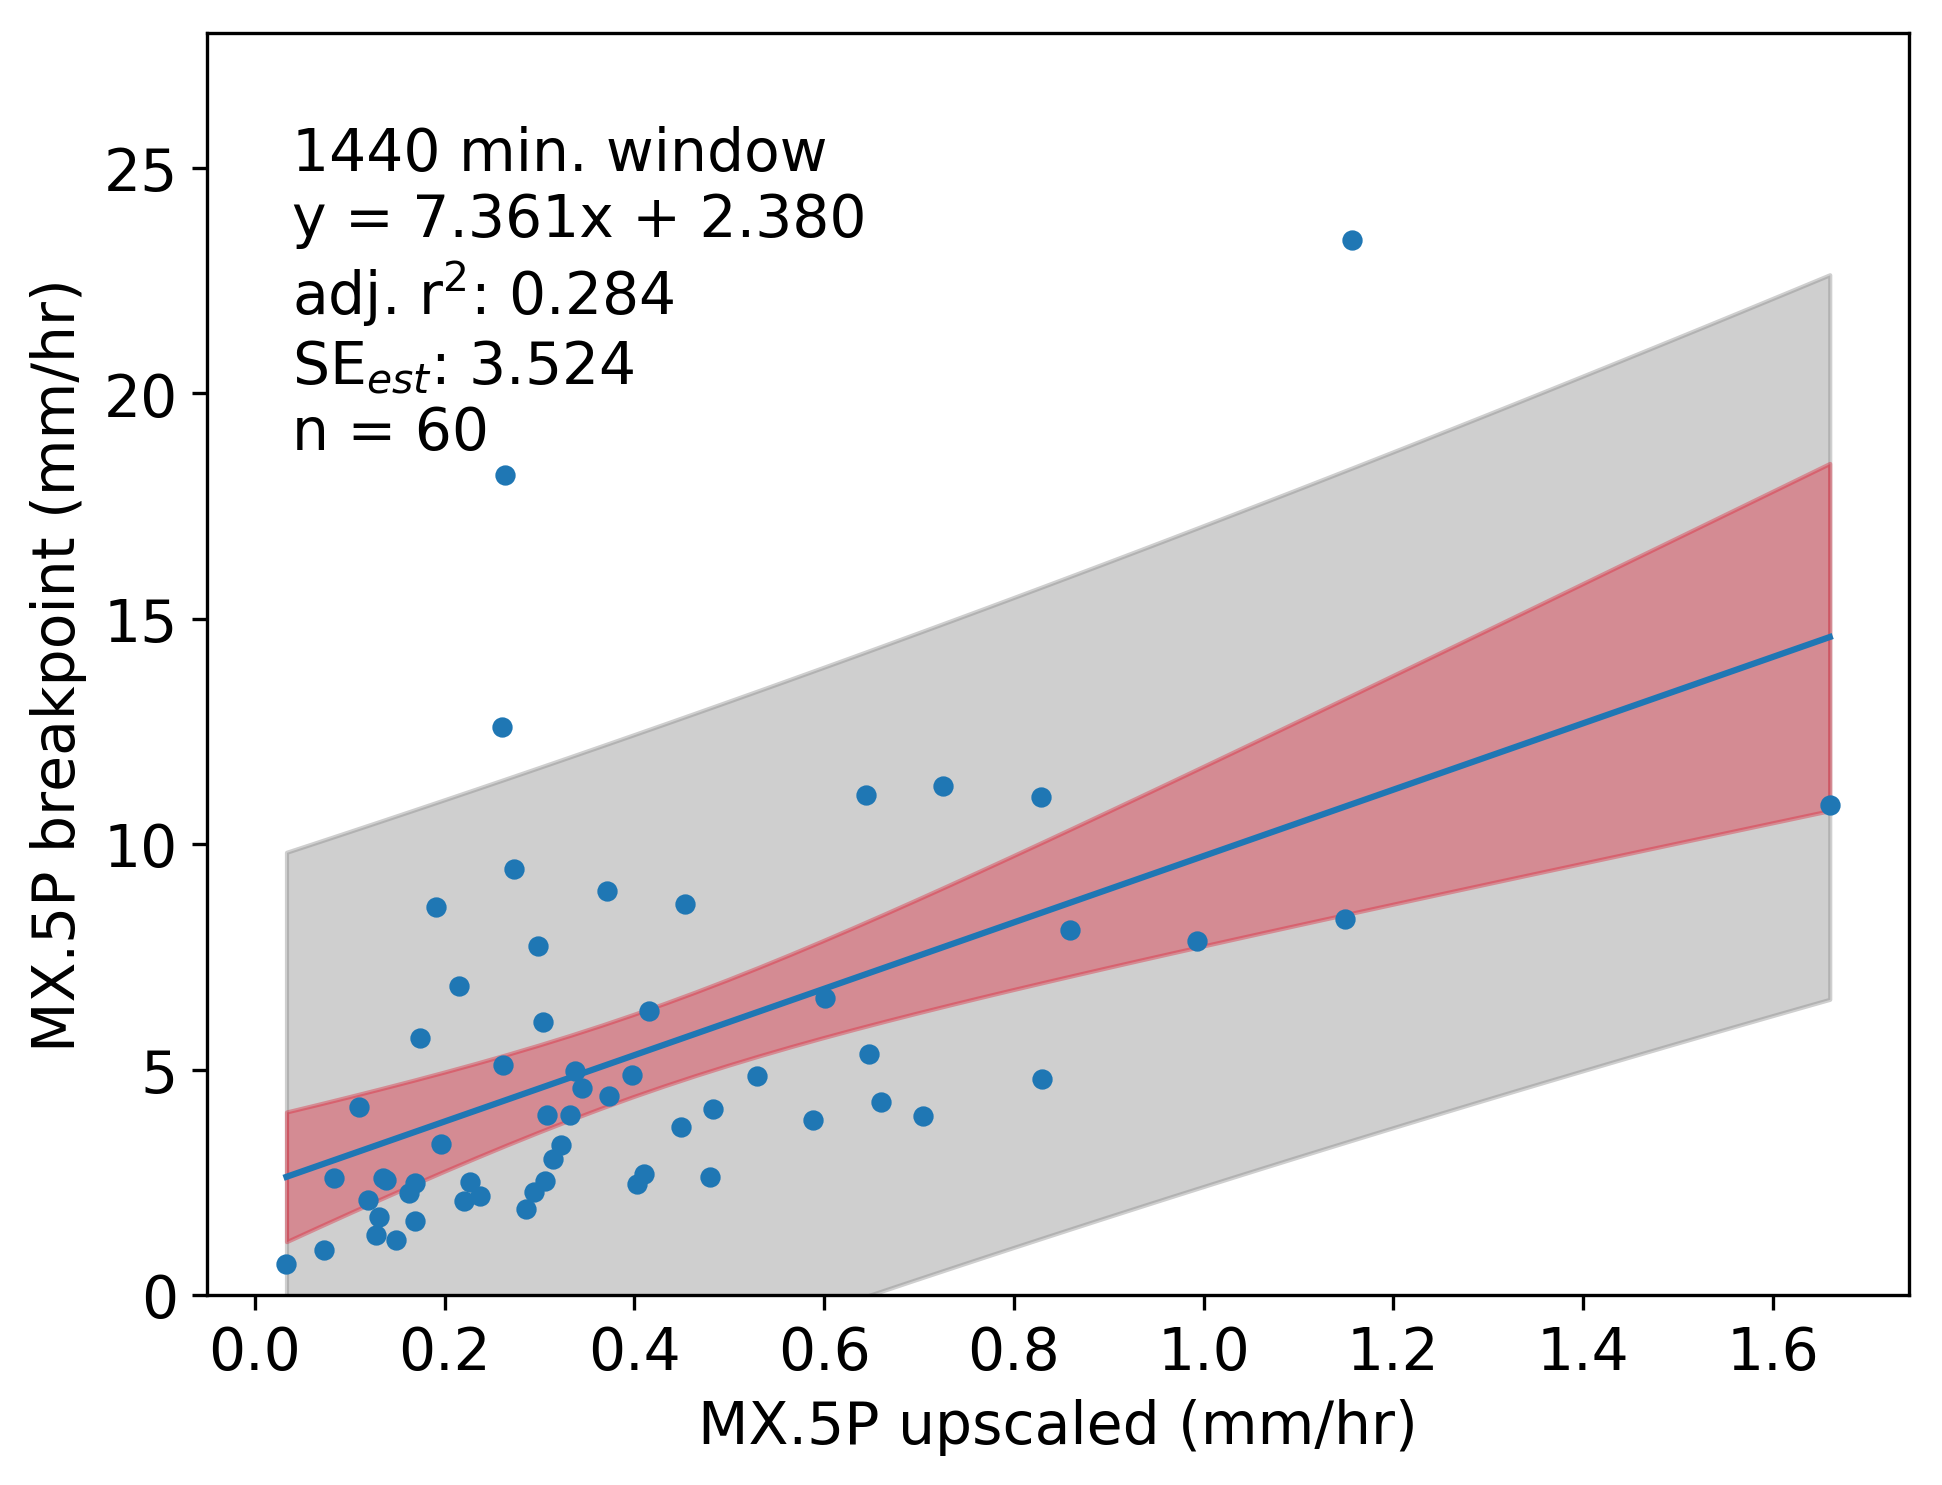 1440 min. window
y = 7.361x + 2.380
adj. r²: 0.284
SEest: 3.524
n = 60
25
20
15
10
5
0
MX.5P breakpoint (mm/hr)
0.0 0.2 0.4 0.6 0.8 1.0 1.2 1.4 1.6
MX.5P upscaled (mm/hr)